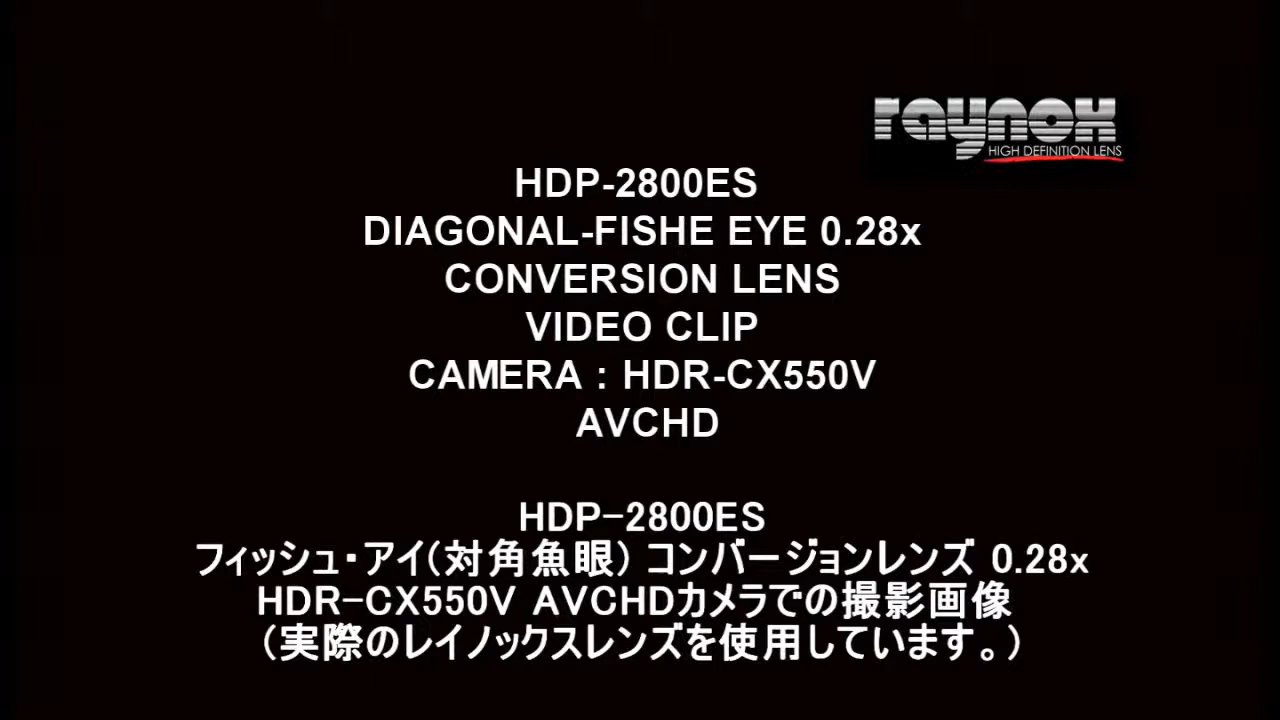 raynox
HIGH DEFINITION LENS
HDP-2800ES
DIAGONAL-FISHE EYE 0.28x
CONVERSION LENS
VIDEO CLIP
CAMERA : HDR-CX550V
AVCHD
HDP-2800ES
フィッシュ・アイ(対角魚眼) コンバージョンレンズ 0.28x
HDR-CX550V AVCHDカメラでの撮影画像
(実際のレイノックスレンズを使用しています。)